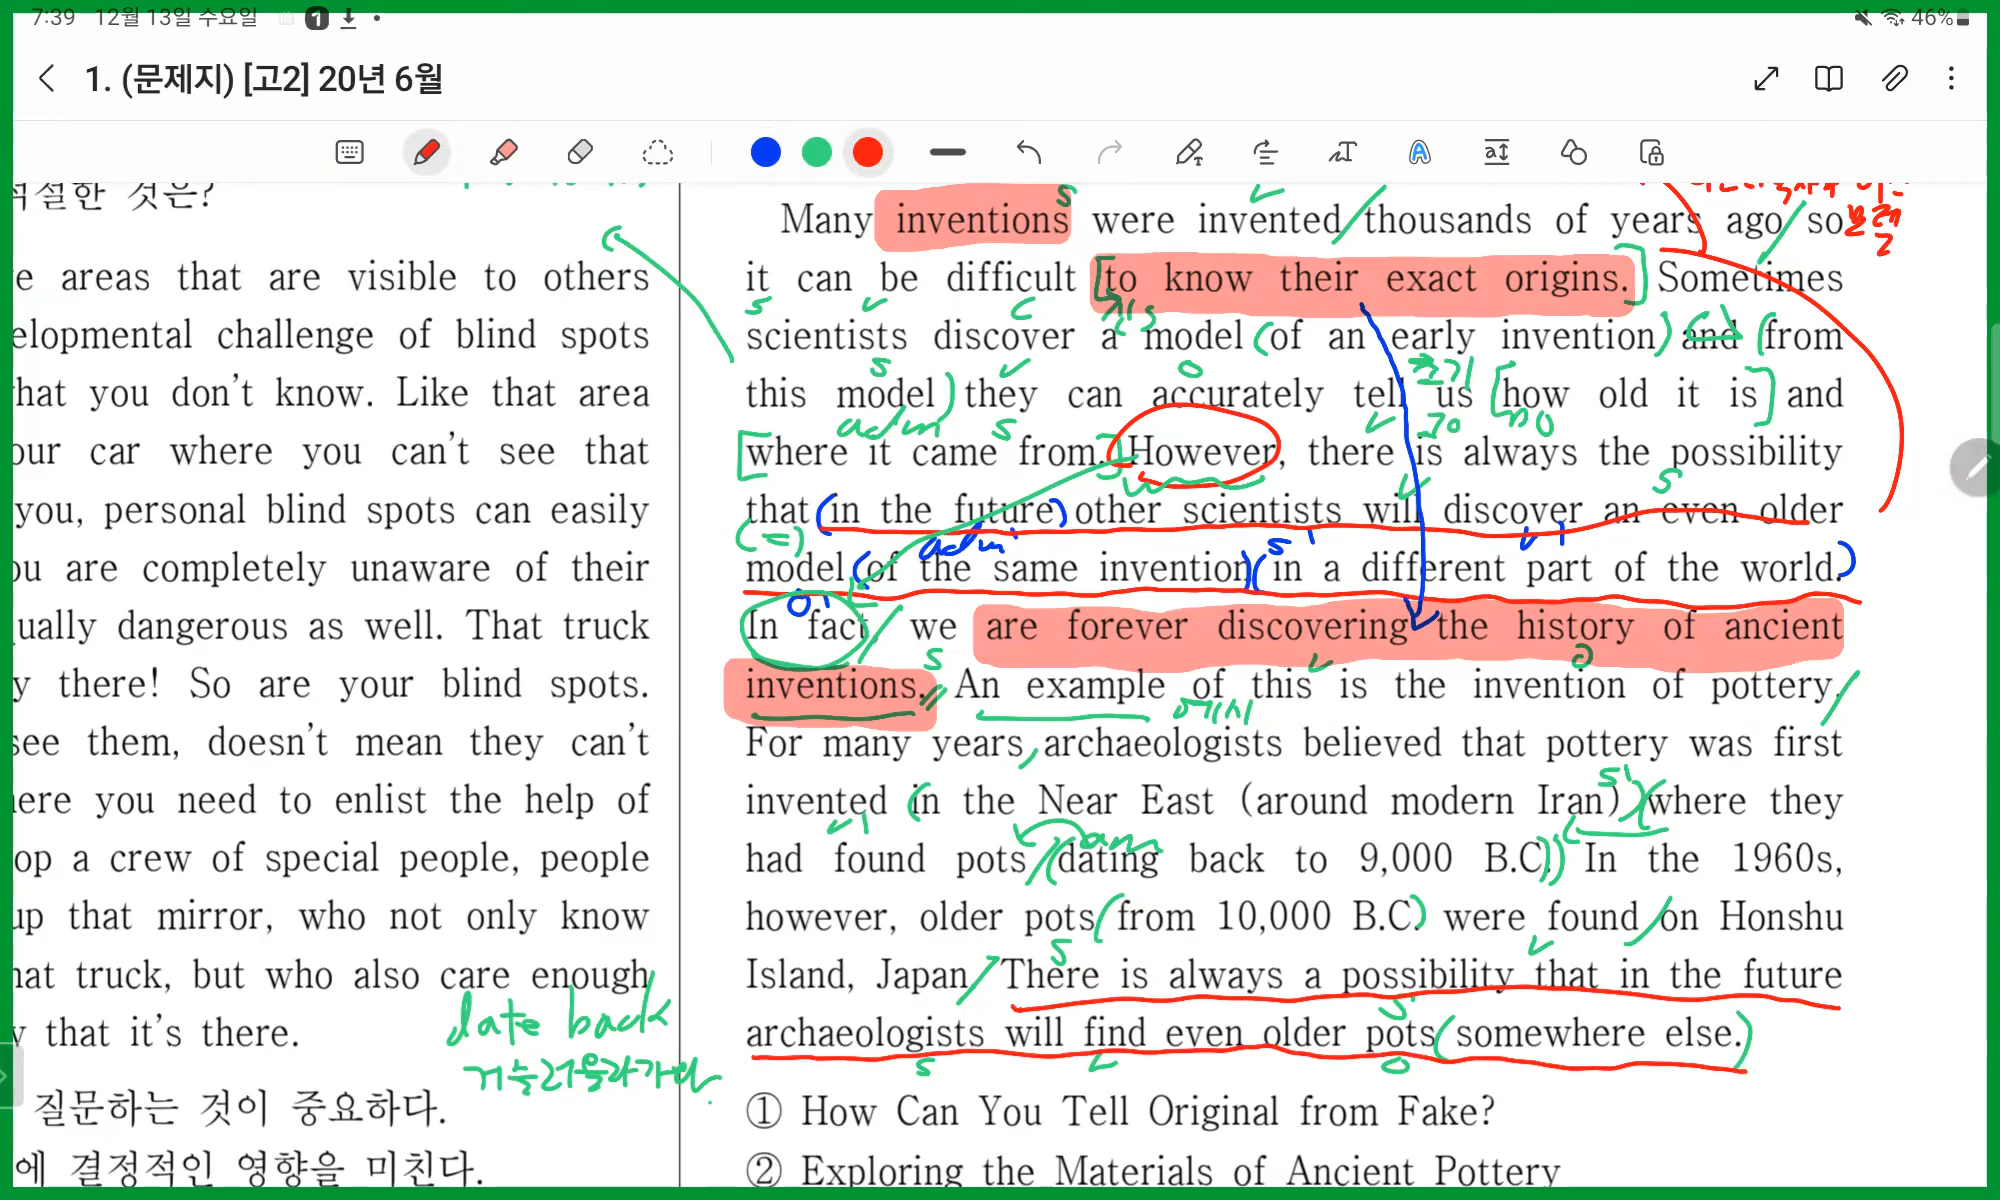 7:39 12월 13일 수요일
46%
1. (문제지) [고2] 20년 6월
적절한 것은?
e areas that are visible to others
elopmental challenge of blind spots
hat you don't know. Like that area
our car where you can't see that
you, personal blind spots can easily
ou are completely unaware of their
qually dangerous as well. That truck
y there! So are your blind spots.
see them, doesn't mean they can't
here you need to enlist the help of
op a crew of special people, people
up that mirror, who not only know
hat truck, but who also care enough
y that it's there.
date back
거슬러올라가다.
질문하는 것이 중요하다.
에 결정적인 영향을 미친다.
Many inventions were invented thousands of years ago so
it can be difficult [to know their exact origins.] Sometimes
scientists discover a model (of an early invention) and (from
this model) they can accurately tell us [how old it is] and
[where it came from.] However, there is always the possibility
that (in the future) other scientists will discover an even older
model (of the same invention) (in a different part of the world.)
In fact, we are forever discovering the history of ancient
inventions. An example of this is the invention of pottery.
예시
For many years, archaeologists believed that pottery was first
invented (in the Near East (around modern Iran)) (where they
had found pots (dating back to 9,000 B.C.)) In the 1960s,
however, older pots (from 10,000 B.C.) were found on Honshu
Island, Japan. There is always a possibility that in the future
archaeologists will find even older pots (somewhere else.)
① How Can You Tell Original from Fake?
② Exploring the Materials of Ancient Pottery